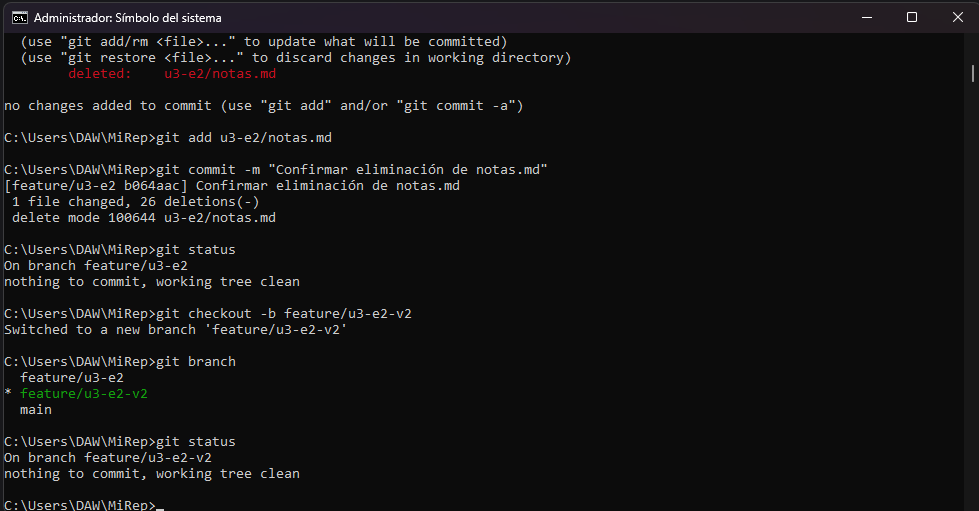 Administrador: Símbolo del sistema
  (use "git add/rm <file>..." to update what will be committed)
  (use "git restore <file>..." to discard changes in working directory)
        deleted:    u3-e2/notas.md

no changes added to commit (use "git add" and/or "git commit -a")

C:\Users\DAW\MiRep>git add u3-e2/notas.md

C:\Users\DAW\MiRep>git commit -m "Confirmar eliminación de notas.md"
[feature/u3-e2 b064aac] Confirmar eliminación de notas.md
 1 file changed, 26 deletions(-)
 delete mode 100644 u3-e2/notas.md

C:\Users\DAW\MiRep>git status
On branch feature/u3-e2
nothing to commit, working tree clean

C:\Users\DAW\MiRep>git checkout -b feature/u3-e2-v2
Switched to a new branch 'feature/u3-e2-v2'

C:\Users\DAW\MiRep>git branch
  feature/u3-e2
* feature/u3-e2-v2
  main

C:\Users\DAW\MiRep>git status
On branch feature/u3-e2-v2
nothing to commit, working tree clean

C:\Users\DAW\MiRep>